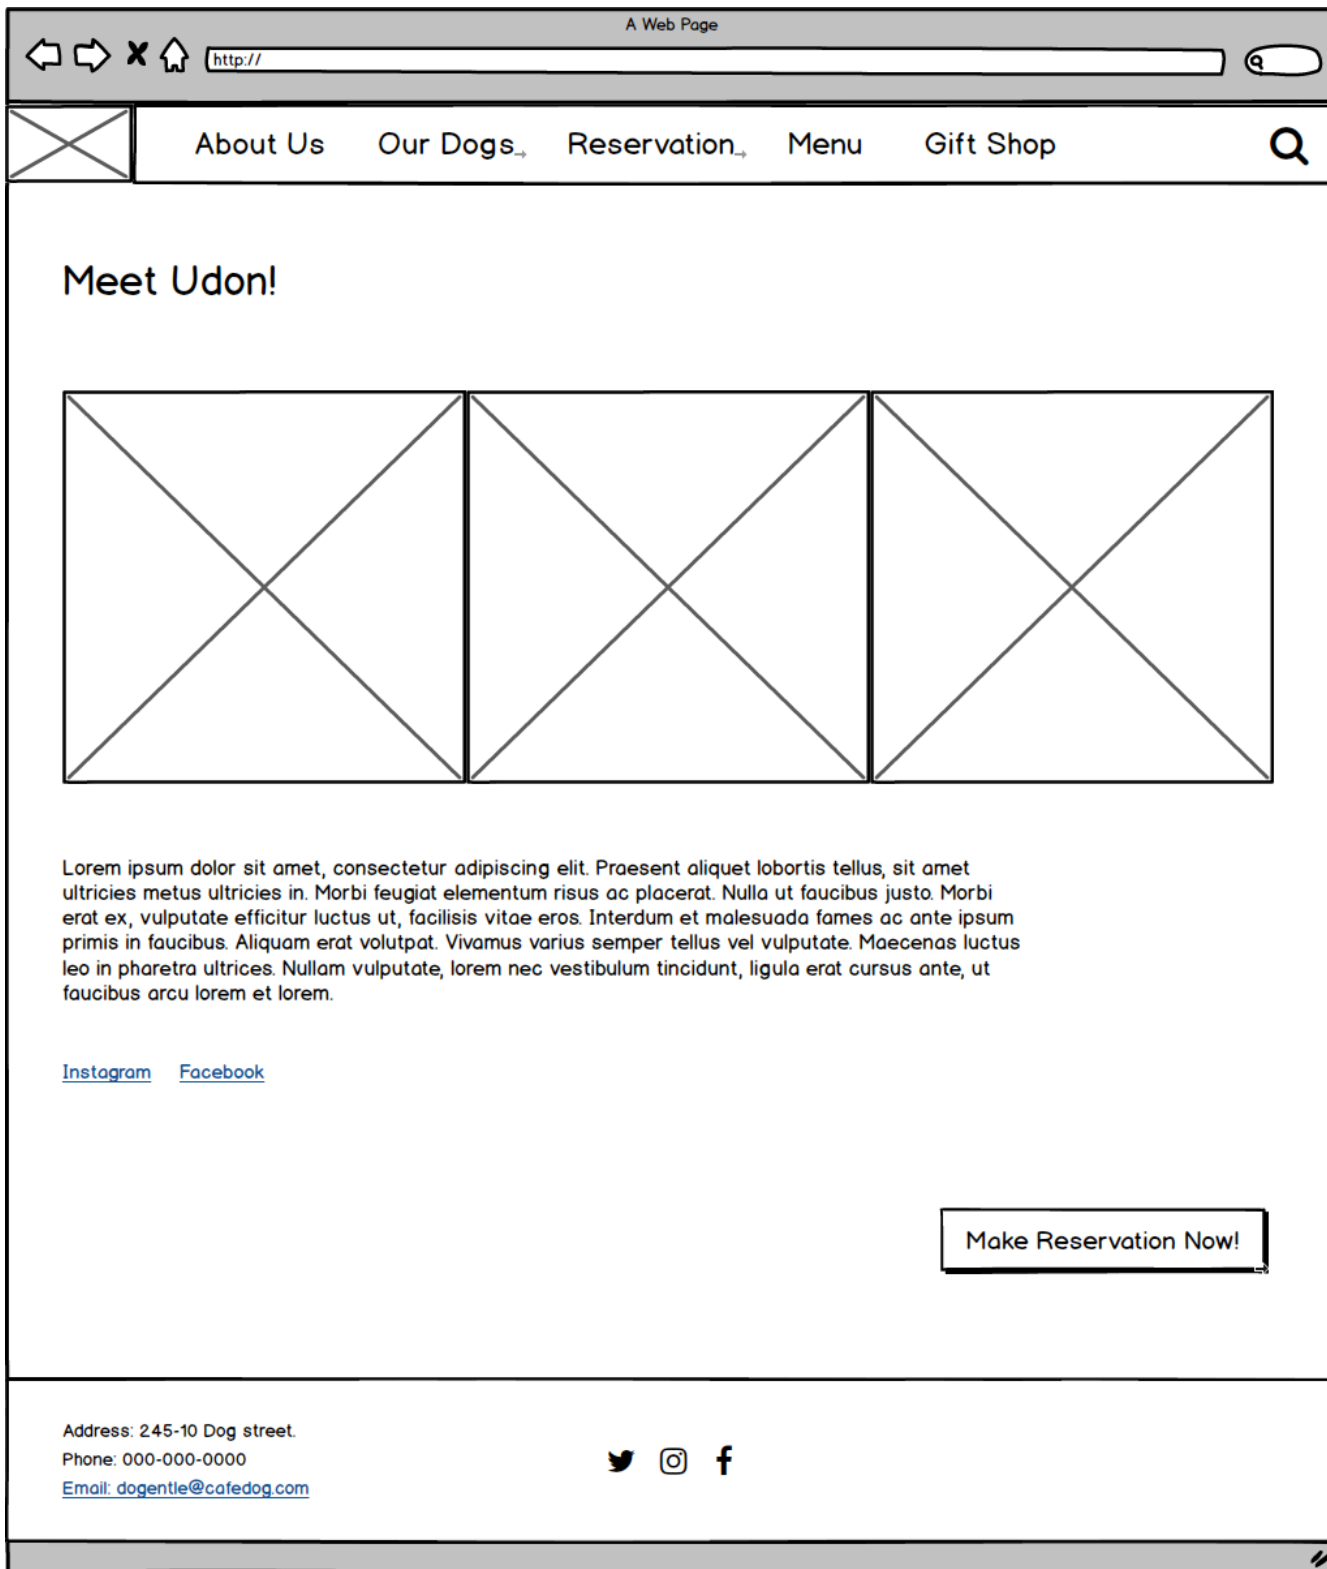 A Web Page
http://
About Us Our Dogs Reservation Menu Gift Shop
Meet Udon!
Lorem ipsum dolor sit amet, consectetur adipiscing elit. Praesent aliquet lobortis tellus, sit amet
ultricies metus ultricies in. Morbi feugiat elementum risus ac placerat. Nulla ut faucibus justo. Morbi
erat ex, vulputate efficitur luctus ut, facilisis vitae eros. Interdum et malesuada fames ac ante ipsum
primis in faucibus. Aliquam erat volutpat. Vivamus varius semper tellus vel vulputate. Maecenas luctus
leo in pharetra ultrices. Nullam vulputate, lorem nec vestibulum tincidunt, ligula erat cursus ante, ut
faucibus arcu lorem et lorem.
Instagram Facebook
Make Reservation Now!
Address: 245-10 Dog street.
Phone: 000-000-0000
Email: dogentle@cafedog.com